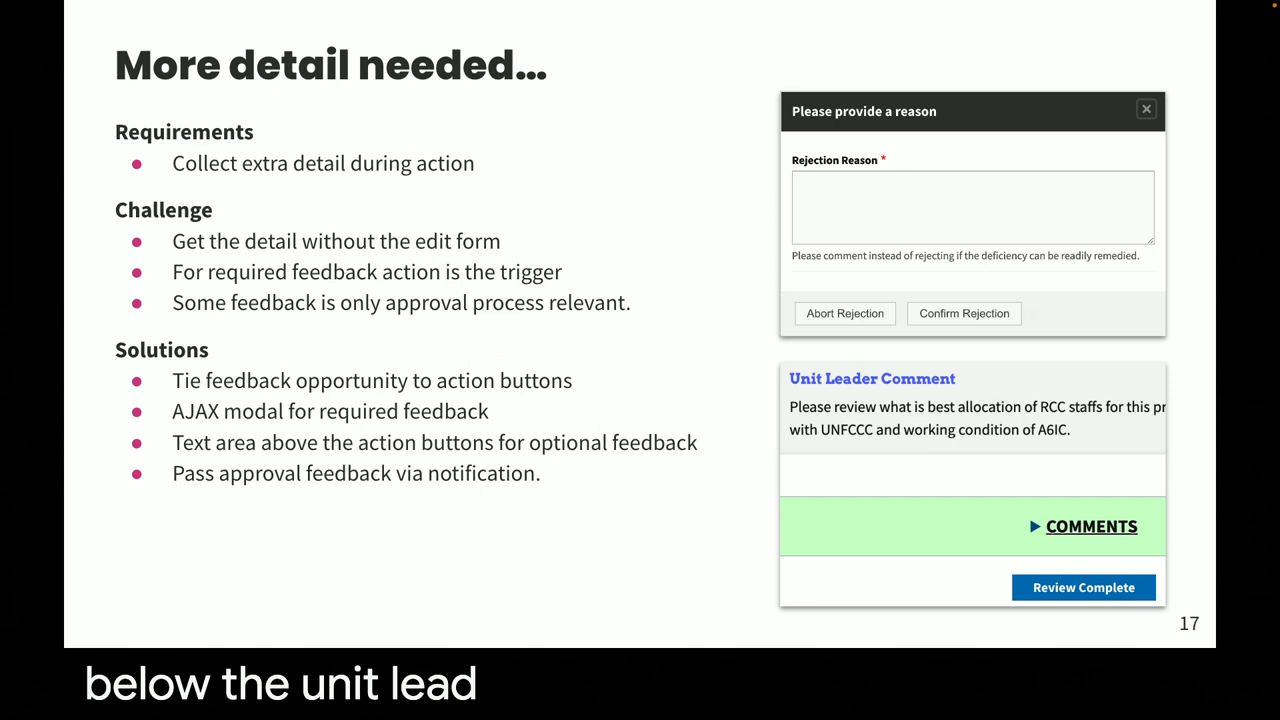 More detail needed...
Requirements
● Collect extra detail during action
Challenge
● Get the detail without the edit form
● For required feedback action is the trigger
● Some feedback is only approval process relevant.
Solutions
● Tie feedback opportunity to action buttons
● AJAX modal for required feedback
● Text area above the action buttons for optional feedback
● Pass approval feedback via notification.
Please provide a reason
Rejection Reason *
Please comment instead of rejecting if the deficiency can be readily remedied.
Abort Rejection Confirm Rejection
Unit Leader Comment
Please review what is best allocation of RCC staffs for this pr
with UNFCCC and working condition of A6IC.
COMMENTS
Review Complete
17
below the unit lead